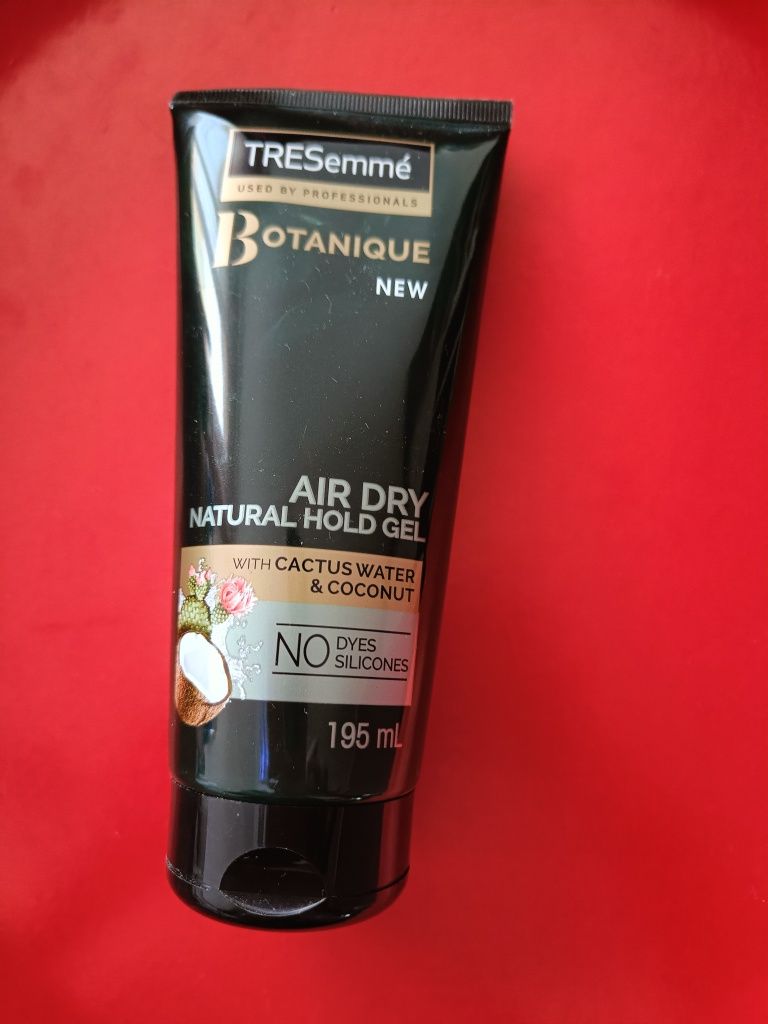 TRESemmé
USED BY PROFESSIONALS
BOTANIQUE
NEW
AIR DRY
NATURAL HOLD GEL
WITH CACTUS WATER
& COCONUT
NO DYES
SILICONES
195 mL